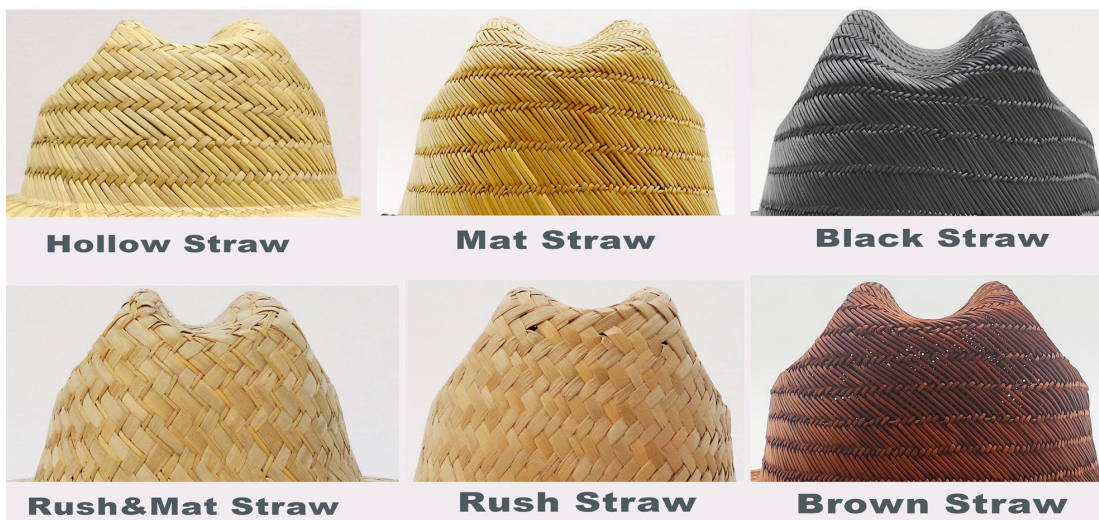 Hollow Straw
Mat Straw
Black Straw
Rush&Mat Straw
Rush Straw
Brown Straw